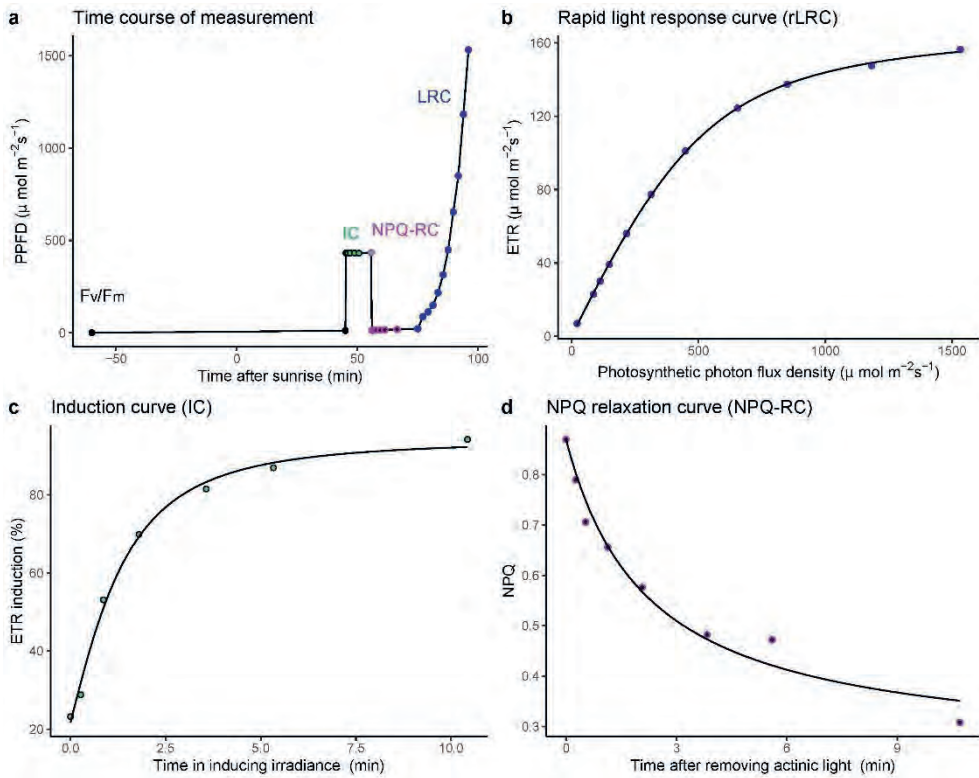 a Time course of measurement
1500
1000
500
0
PPFD (µ mol m−2s−1)
Fv/Fm
IC
NPQ-RC
LRC
−50 0 50 100
Time after sunrise (min)
b Rapid light response curve (rLRC)
160
120
80
40
0
ETR (µ mol m−2s−1)
0 500 1000 1500
Photosynthetic photon flux density (µ mol m−2s−1)
c Induction curve (IC)
80
60
40
20
ETR induction (%)
0.0 2.5 5.0 7.5 10.0
Time in inducing irradiance (min)
d NPQ relaxation curve (NPQ-RC)
0.8
0.7
0.6
0.5
0.4
0.3
NPQ
0 3 6 9
Time after removing actinic light (min)